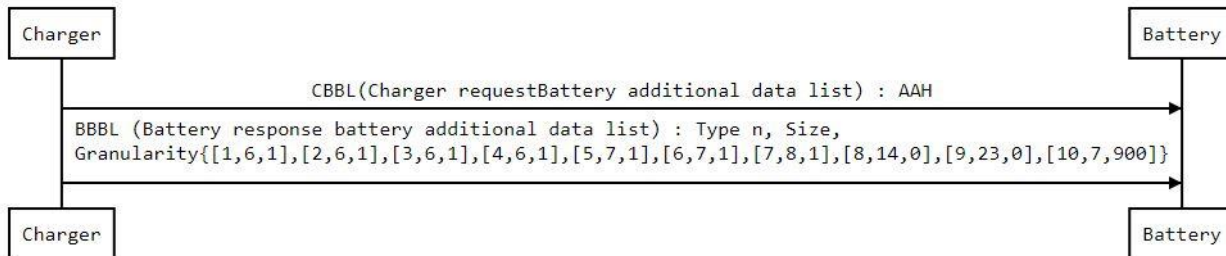 Charger
Battery
CBBL(Charger requestBattery additional data list) : AAH
BBBL (Battery response battery additional data list) : Type n, Size,
Granularity{[1,6,1],[2,6,1],[3,6,1],[4,6,1],[5,7,1],[6,7,1],[7,8,1],[8,14,0],[9,23,0],[10,7,900]}
Charger
Battery